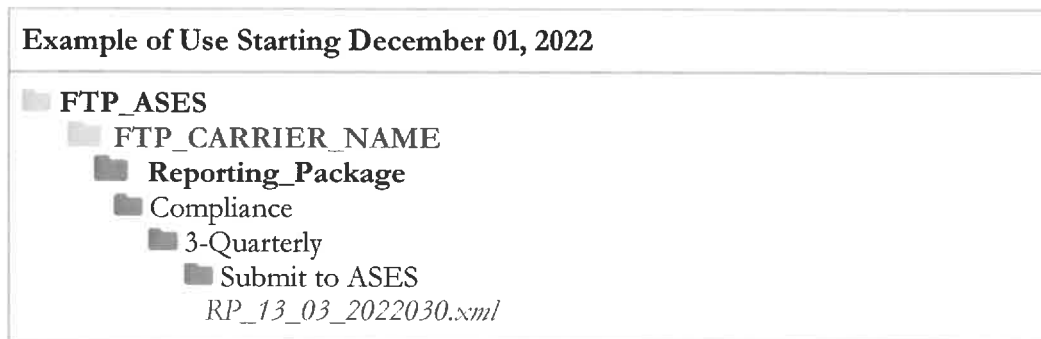 Example of Use Starting December 01, 2022
FTP_ASES
FTP_CARRIER_NAME
Reporting_Package
Compliance
3-Quarterly
Submit to ASES
RP_13_03_2022030.xml